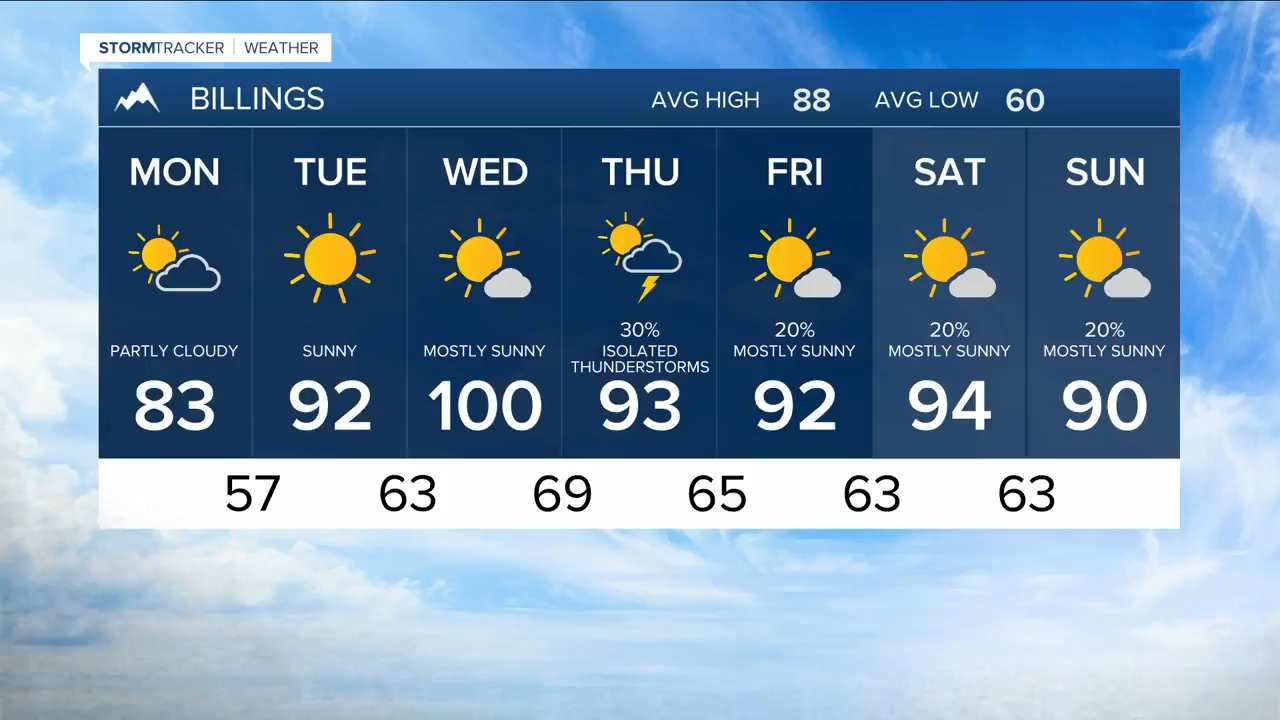 STORMTRACKER | WEATHER
BILLINGS AVG HIGH 88 AVG LOW 60
MON TUE WED THU FRI SAT SUN
30% 20% 20% 20%
PARTLY CLOUDY SUNNY MOSTLY SUNNY ISOLATED THUNDERSTORMS MOSTLY SUNNY MOSTLY SUNNY MOSTLY SUNNY
83 92 100 93 92 94 90
57 63 69 65 63 63